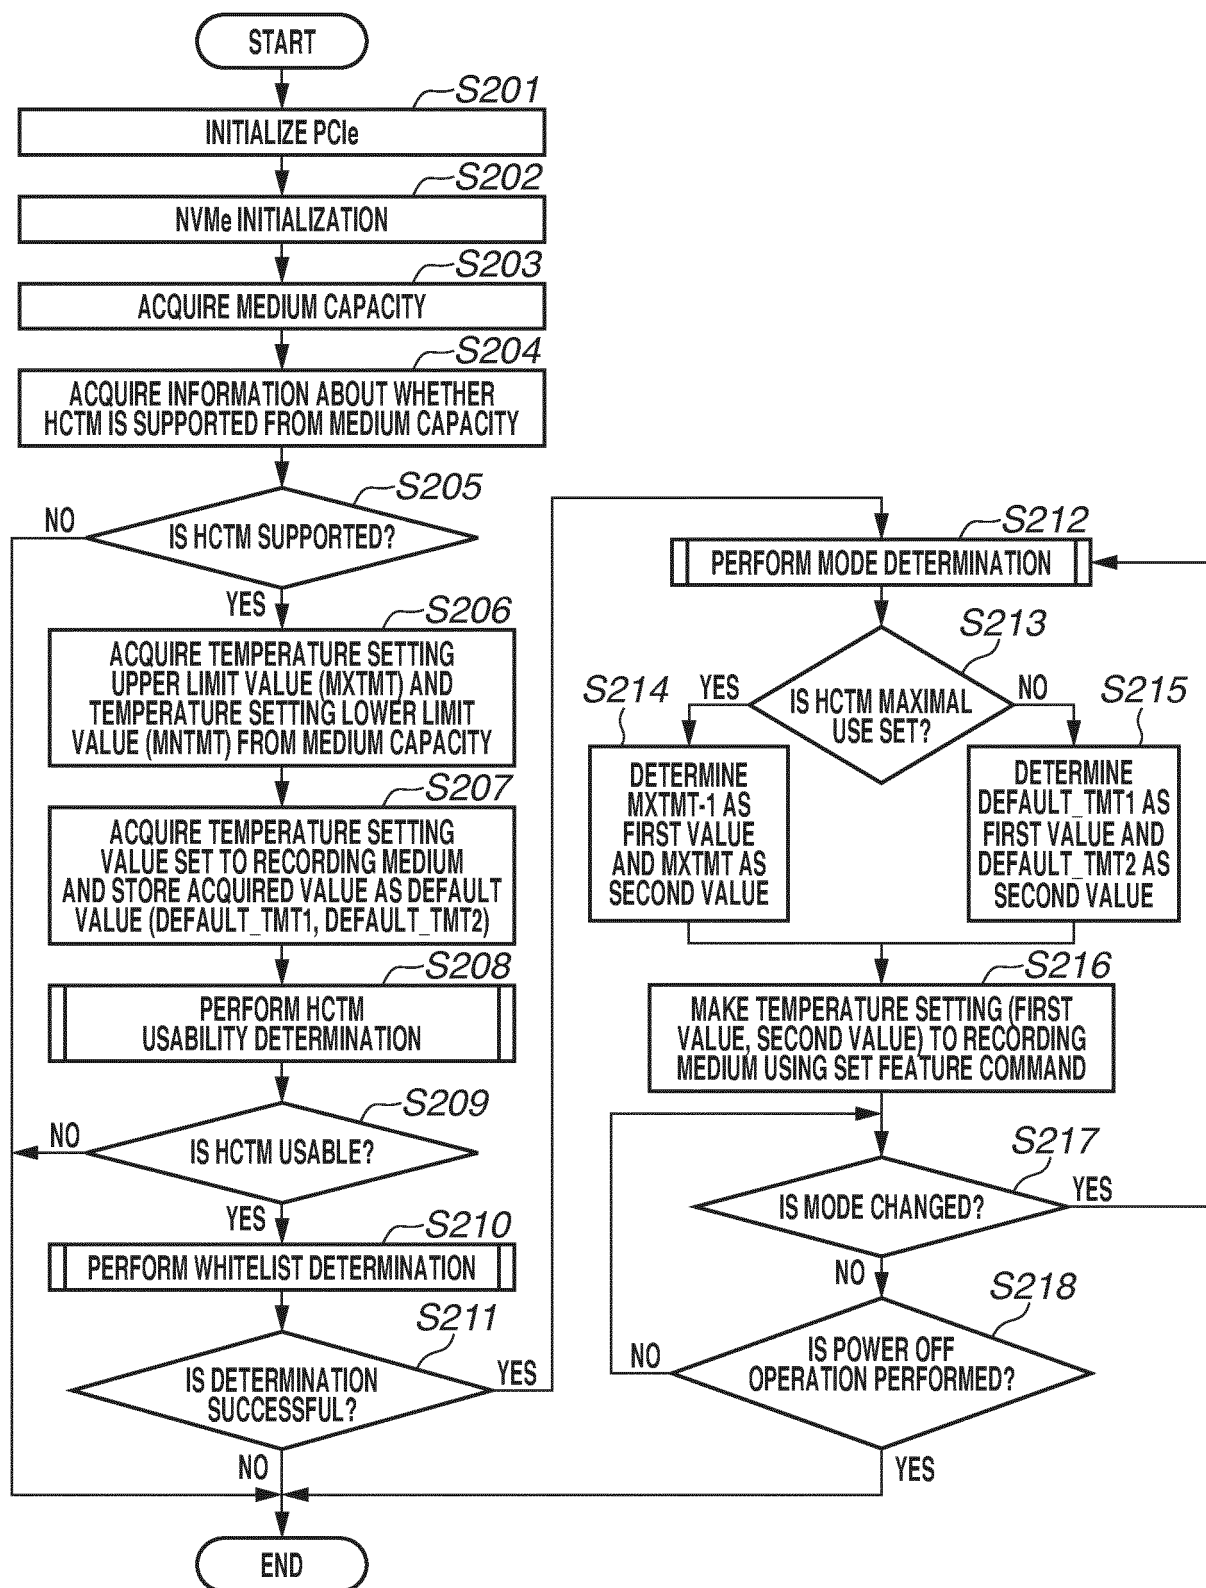 START
S201
INITIALIZE PCIe
S202
NVMe INITIALIZATION
S203
ACQUIRE MEDIUM CAPACITY
S204
ACQUIRE INFORMATION ABOUT WHETHER
HCTM IS SUPPORTED FROM MEDIUM CAPACITY
S205
NO
IS HCTM SUPPORTED?
YES
S206
ACQUIRE TEMPERATURE SETTING
UPPER LIMIT VALUE (MXTMT) AND
TEMPERATURE SETTING LOWER LIMIT
VALUE (MNTMT) FROM MEDIUM CAPACITY
S207
ACQUIRE TEMPERATURE SETTING
VALUE SET TO RECORDING MEDIUM
AND STORE ACQUIRED VALUE AS DEFAULT
VALUE (DEFAULT_TMT1, DEFAULT_TMT2)
S208
PERFORM HCTM
USABILITY DETERMINATION
S209
NO
IS HCTM USABLE?
YES
S210
PERFORM WHITELIST DETERMINATION
S211
IS DETERMINATION
SUCCESSFUL?
YES
NO
S212
PERFORM MODE DETERMINATION
S213
IS HCTM MAXIMAL
USE SET?
YES
NO
S214
DETERMINE
MXTMT-1 AS
FIRST VALUE
AND MXTMT AS
SECOND VALUE
S215
DETERMINE
DEFAULT_TMT1 AS
FIRST VALUE AND
DEFAULT_TMT2 AS
SECOND VALUE
S216
MAKE TEMPERATURE SETTING (FIRST
VALUE, SECOND VALUE) TO RECORDING
MEDIUM USING SET FEATURE COMMAND
S217
IS MODE CHANGED?
YES
NO
S218
IS POWER OFF
OPERATION PERFORMED?
NO
YES
END